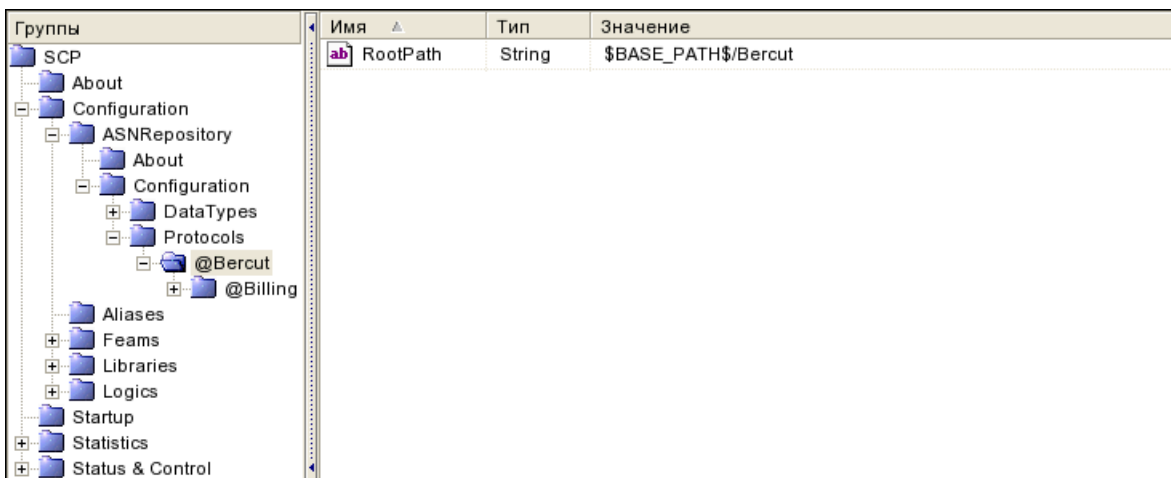 Группы
SCP
About
Configuration
ASNRepository
About
Configuration
DataTypes
Protocols
@Bercut
@Billing
Aliases
Feams
Libraries
Logics
Startup
Statistics
Status & Control
Имя Тип Значение
ab RootPath String $BASE_PATH$/Bercut